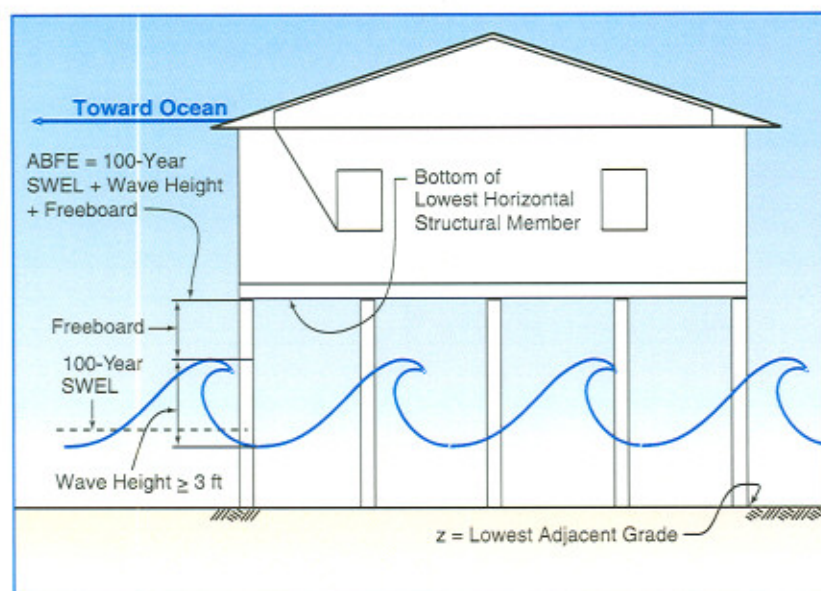 Toward Ocean
ABFE = 100-Year
SWEL + Wave Height
+ Freeboard
Bottom of
Lowest Horizontal
Structural Member
Freeboard
100-Year
SWEL
Wave Height ≥ 3 ft
z = Lowest Adjacent Grade